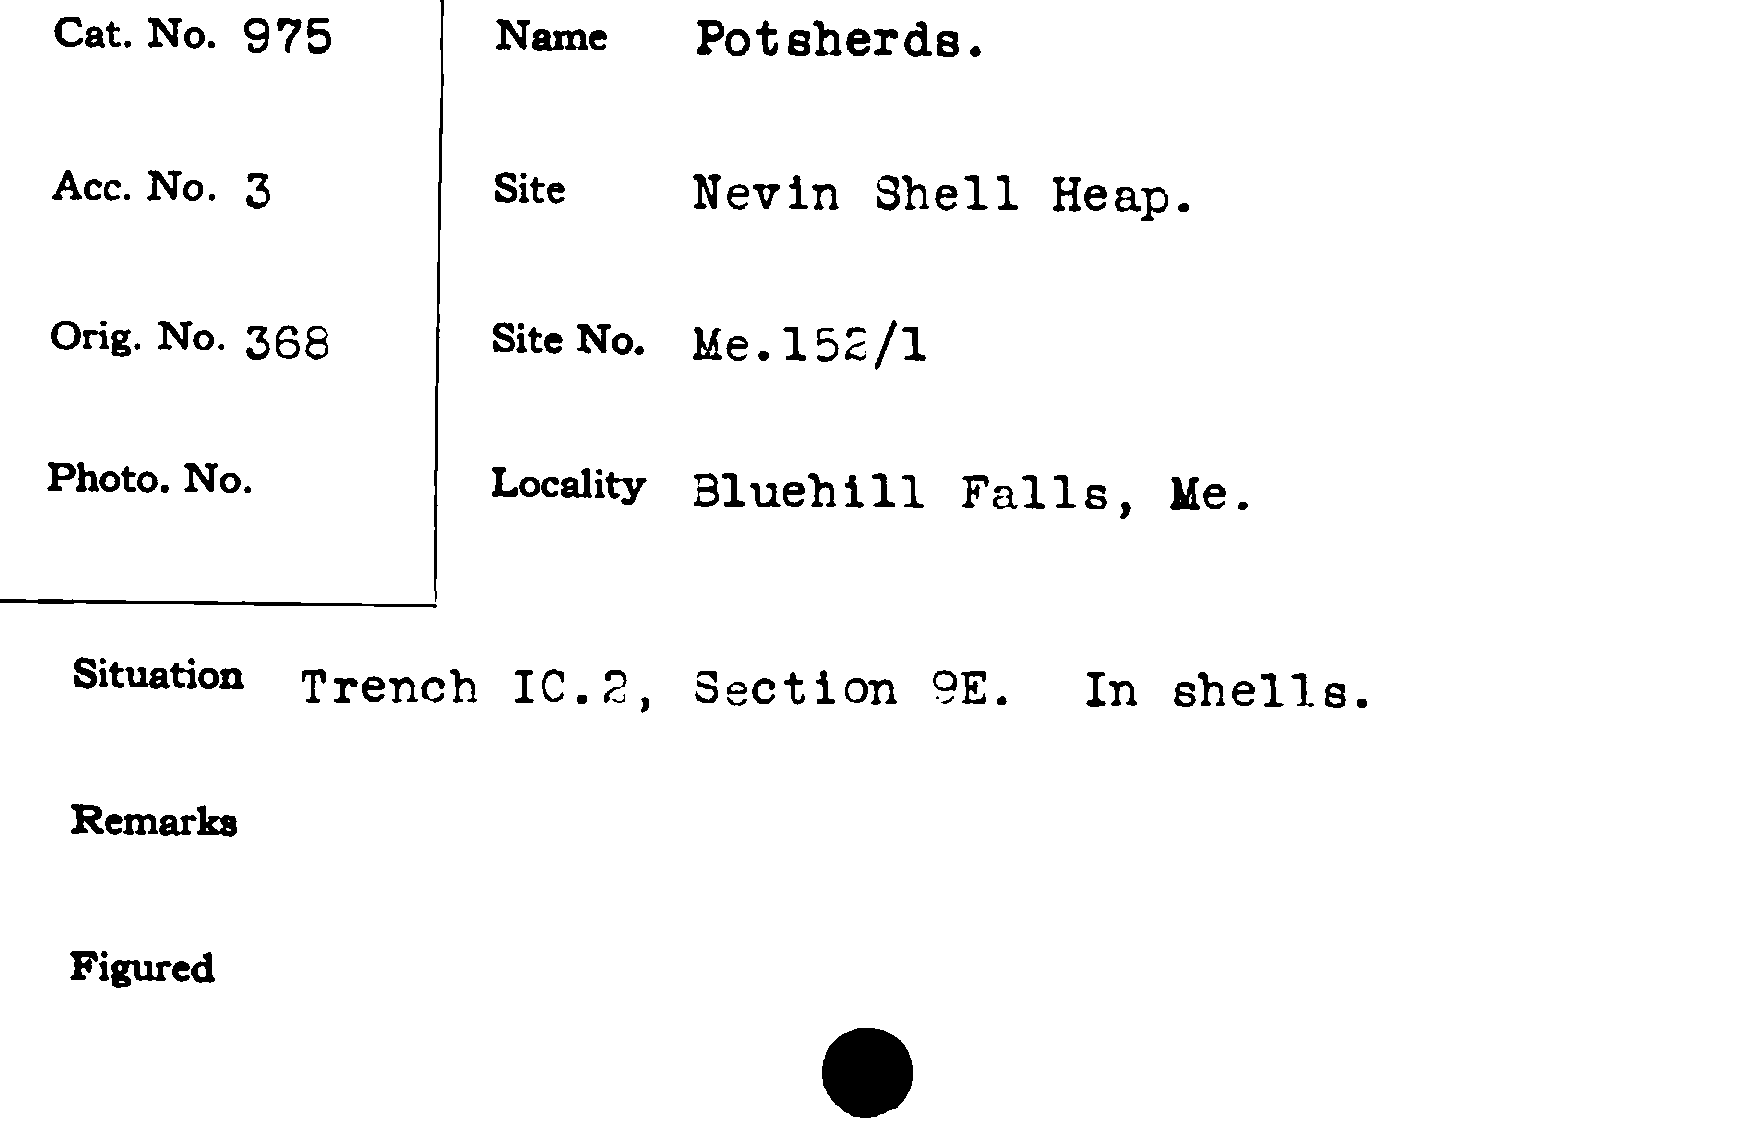 Cat. No. 975
Name Potsherds.
Acc. No. 3
Site Nevin Shell Heap.
Orig. No. 368
Site No. Me.152/1
Photo. No.
Locality Bluehill Falls, Me.
Situation Trench IC.2, Section 9E. In shells.
Remarks
Figured